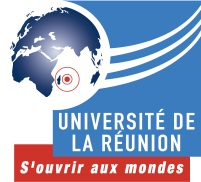 UNIVERSITÉ DE
LA RÉUNION
S'ouvrir aux mondes